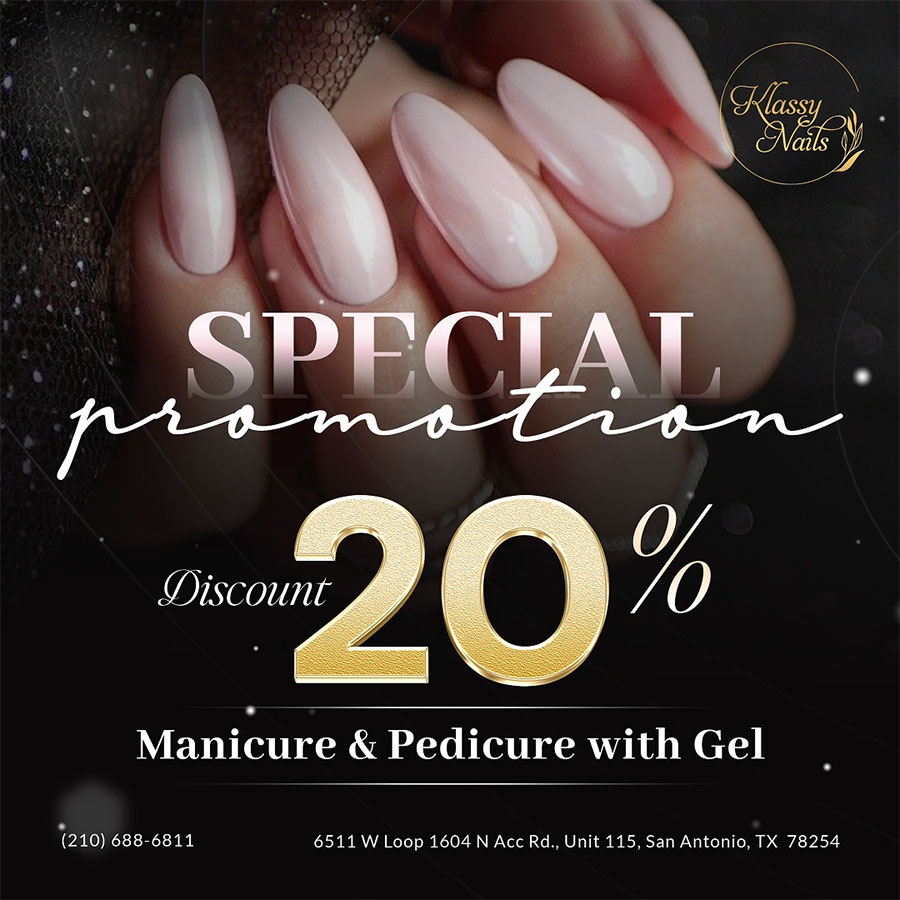 Klassy
Nails
SPECIAL
promotion
Discount 20%
Manicure & Pedicure with Gel
(210) 688-6811
6511 W Loop 1604 N Acc Rd., Unit 115, San Antonio, TX 78254